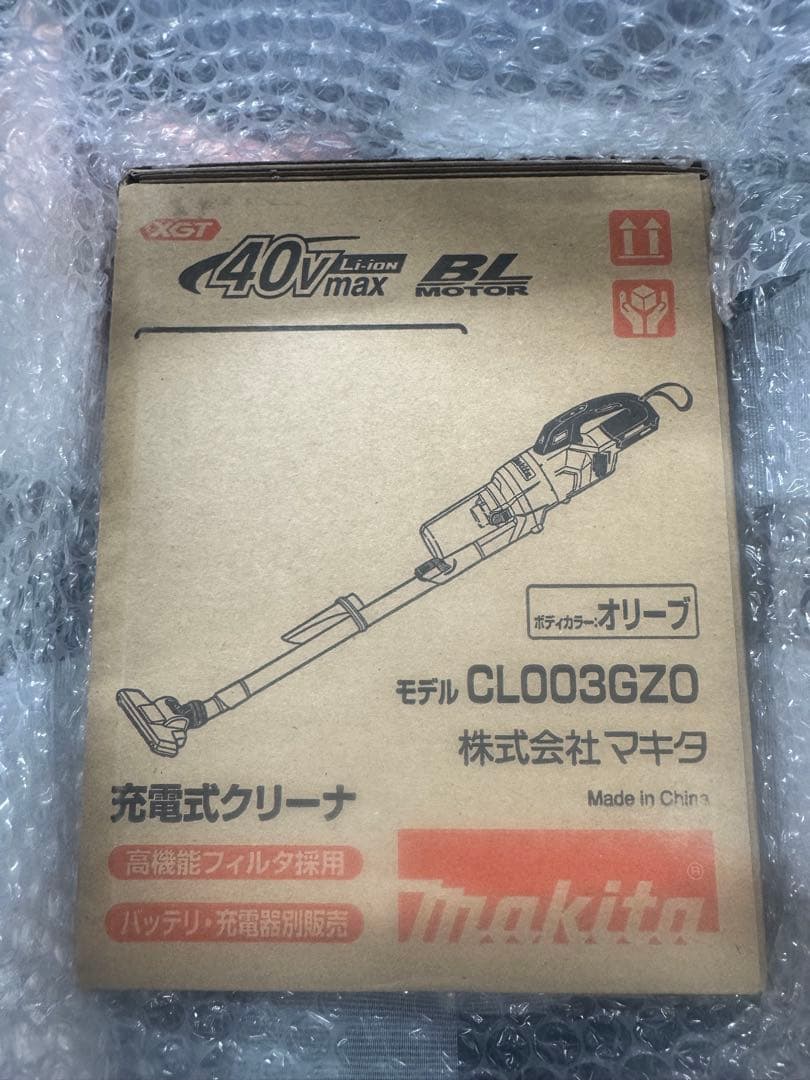 XGT
40Vmax Li-ion
BL MOTOR
makita
ボディカラー:オリーブ
モデル CL003GZO
株式会社マキタ
Made in China
充電式クリーナ
高機能フィルタ採用
バッテリ・充電器別販売
makita®